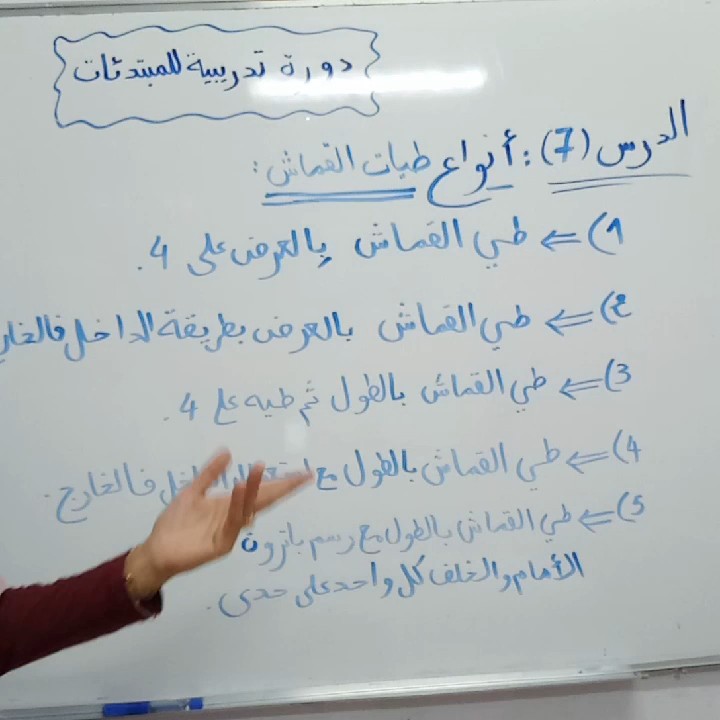 دورة تدريبية للمبتدئات
الدرس (7): أنواع طيات القماش:
1) ⇐ طي القماش بالعرض على 4.
2) ⇐ طي القماش بالعرض بطريقة الداخل فالخار
3) ⇐ طي القماش بالطول ثم طيه على 4.
4) ⇐ طي القماش بالطول مع فالخارج.
5) ⇐ طي القماش بالطول مع رسم باترون
الأمام والخلف كل واحد على حدى.